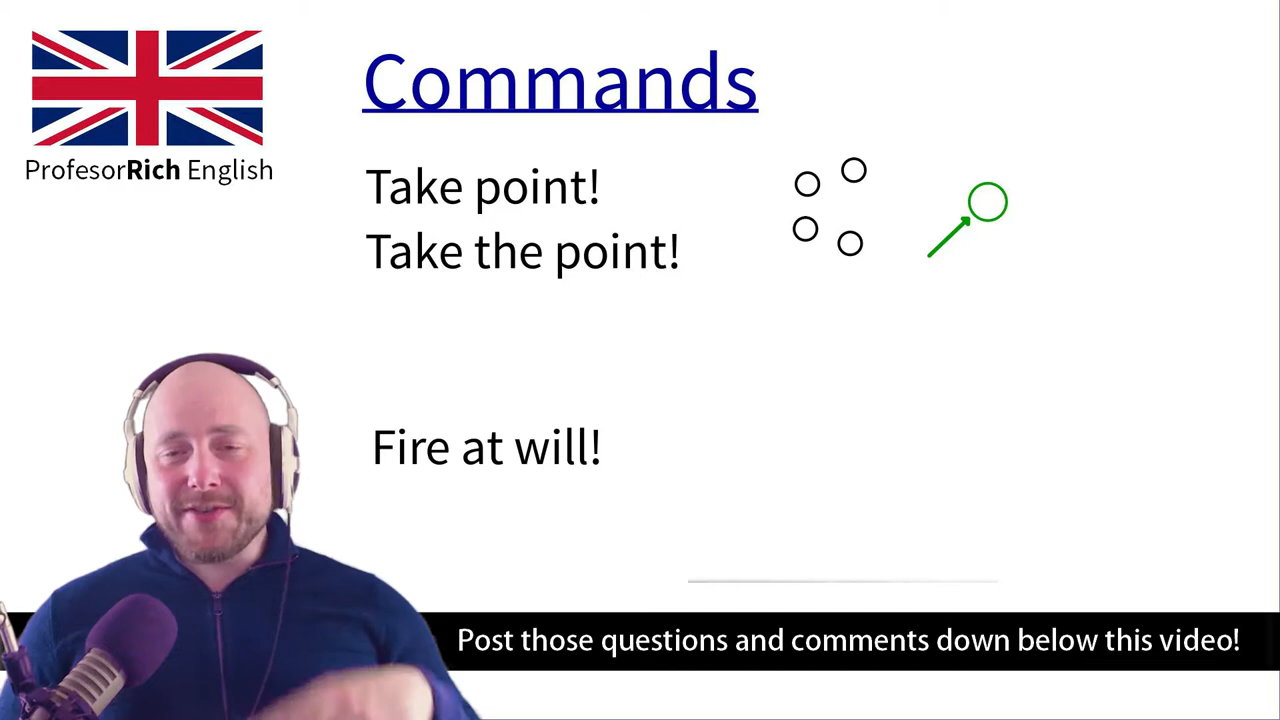 Commands
ProfesorRich English
Take point!
Take the point!
Fire at will!
Post those questions and comments down below this video!